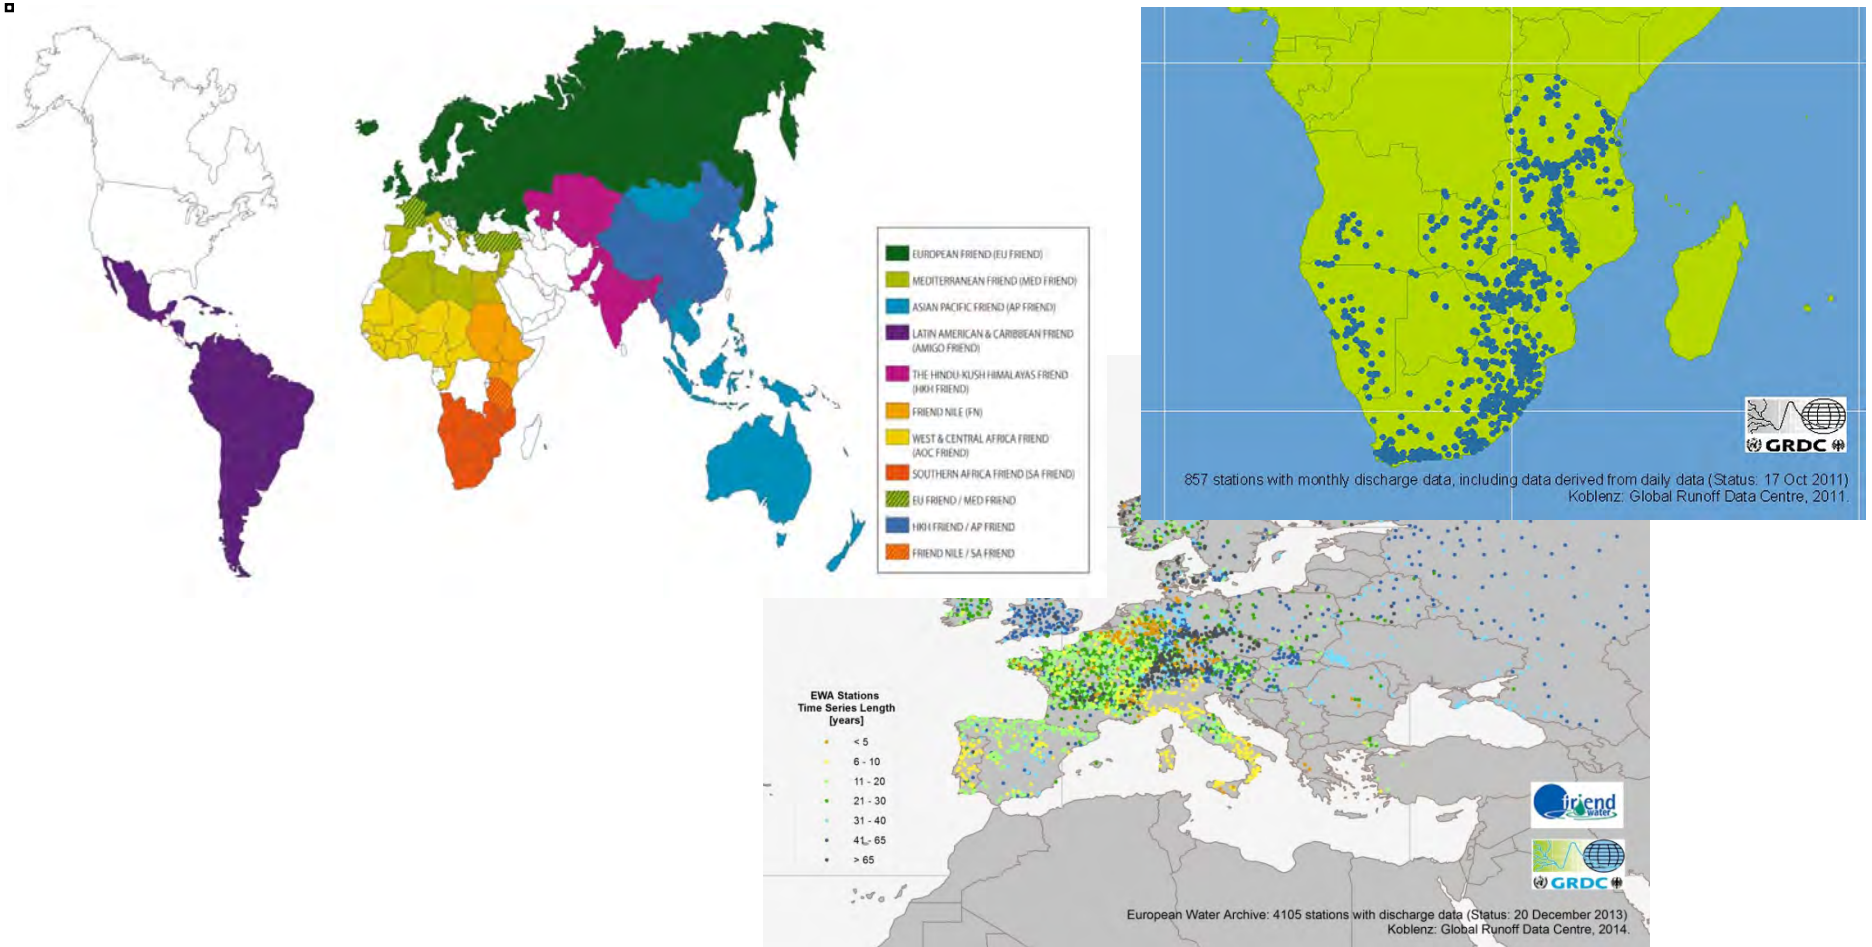 EUROPEAN FRIEND (EU FRIEND)
MEDITERRANEAN FRIEND (MED FRIEND)
ASIAN PACIFIC FRIEND (AP FRIEND)
LATIN AMERICAN & CARIBBEAN FRIEND
(AMIGO FRIEND)
THE HINDU-KUSH HIMALAYAS FRIEND
(HKH FRIEND)
FRIEND NILE (FN)
WEST & CENTRAL AFRICA FRIEND
(AOC FRIEND)
SOUTHERN AFRICA FRIEND (SA FRIEND)
EU FRIEND / MED FRIEND
HKH FRIEND / AP FRIEND
FRIEND NILE / SA FRIEND
GRDC
857 stations with monthly discharge data, including data derived from daily data (Status: 17 Oct 2011)
Koblenz: Global Runoff Data Centre, 2011.
EWA Stations
Time Series Length
[years]
< 5
6 - 10
11 - 20
21 - 30
31 - 40
41 - 65
> 65
friend
water
GRDC
European Water Archive: 4105 stations with discharge data (Status: 20 December 2013)
Koblenz: Global Runoff Data Centre, 2014.